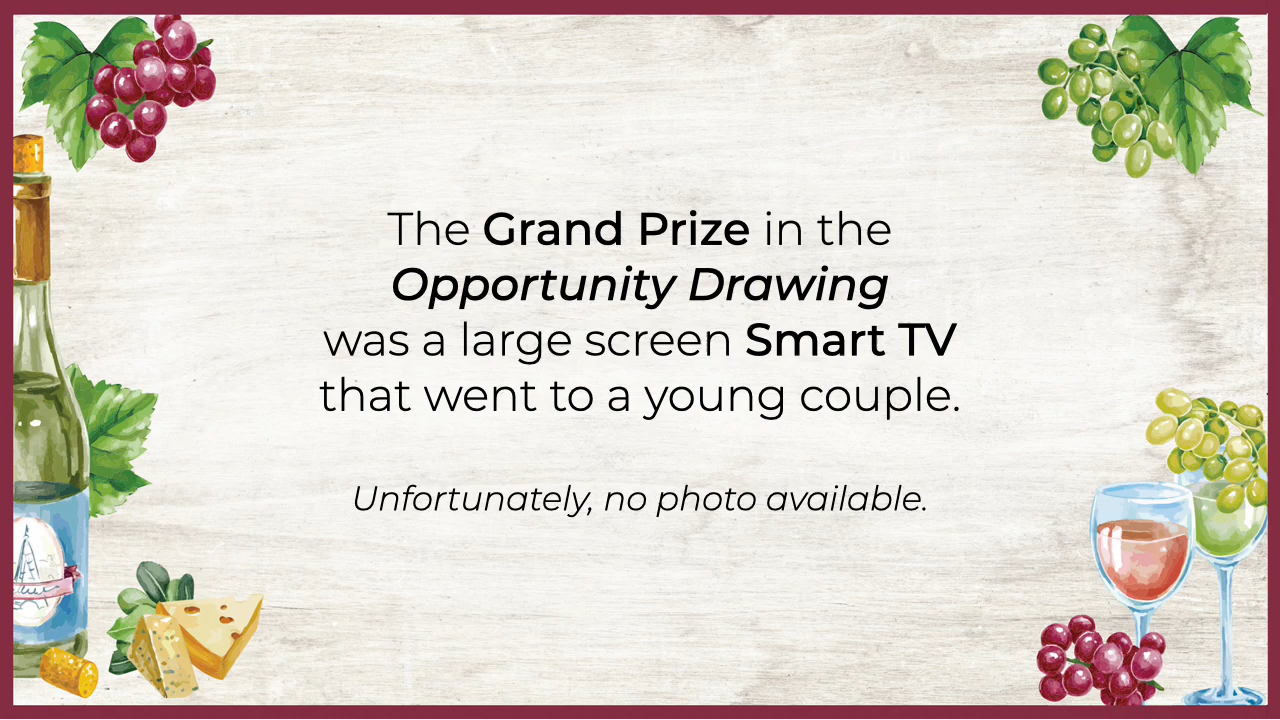 The Grand Prize in the
Opportunity Drawing
was a large screen Smart TV
that went to a young couple.
Unfortunately, no photo available.